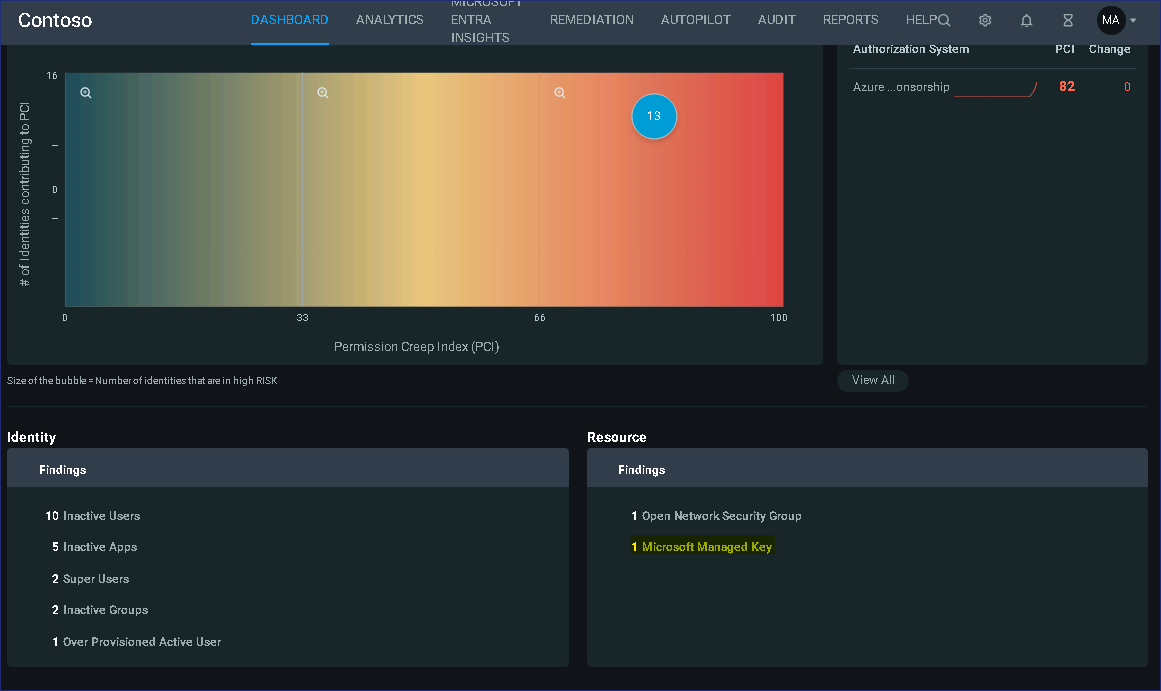 Contoso
DASHBOARD
ANALYTICS
MICROSOFT
ENTRA
INSIGHTS
REMEDIATION
AUTOPILOT
AUDIT
REPORTS
HELP
MA
# of Identities contributing to PCI
16
0
13
0
33
66
100
Permission Creep Index (PCI)
Authorization System PCI Change
Azure ...onsorship 82 0
Size of the bubble = Number of identities that are in high RISK
View All
Identity
Findings
10 Inactive Users
5 Inactive Apps
2 Super Users
2 Inactive Groups
1 Over Provisioned Active User
Resource
Findings
1 Open Network Security Group
1 Microsoft Managed Key